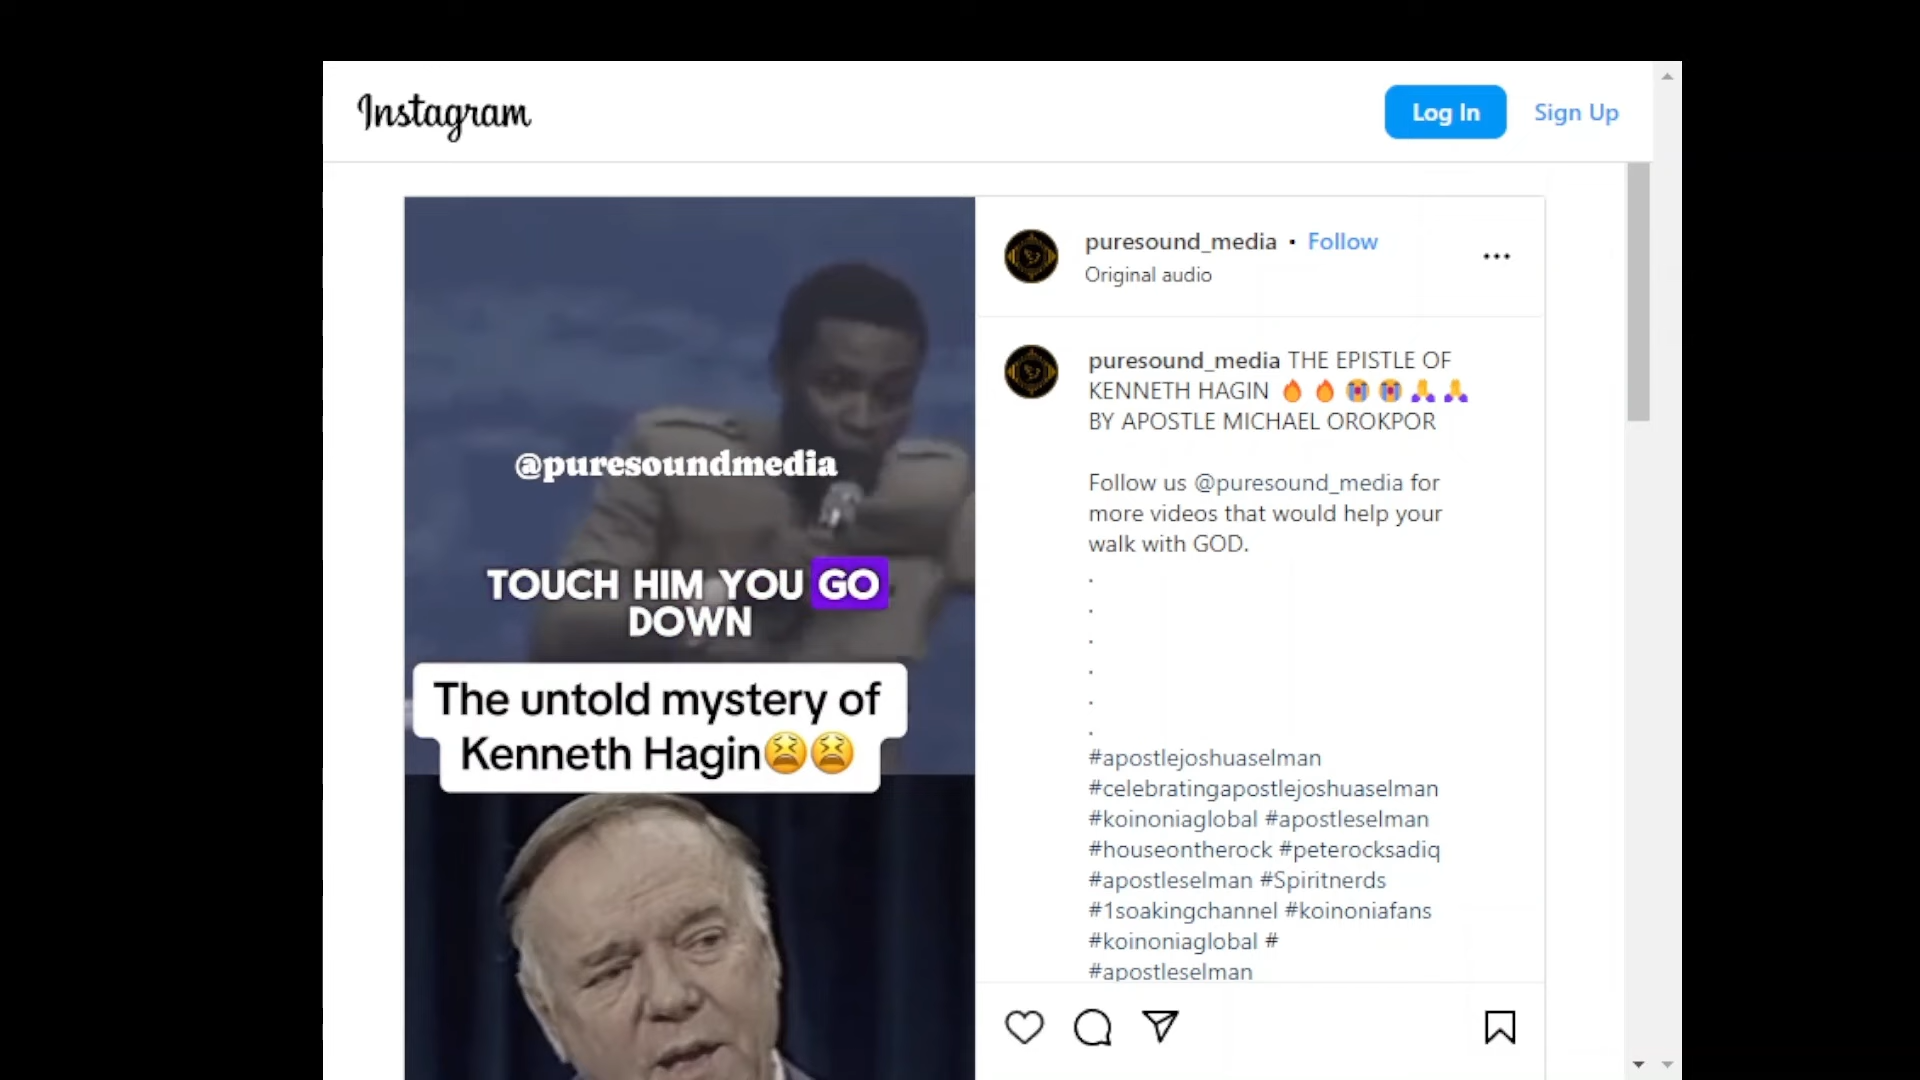 Instagram
Log In
Sign Up
@puresoundmedia
TOUCH HIM YOU GO
DOWN
The untold mystery of
Kenneth Hagin😫😫
puresound_media • Follow
Original audio
puresound_media THE EPISTLE OF
KENNETH HAGIN 🔥🔥😭😭🙏🙏
BY APOSTLE MICHAEL OROKPOR
Follow us @puresound_media for
more videos that would help your
walk with GOD.
.
.
.
.
.
.
#apostlejoshuaselman
#celebratingapostlejoshuaselman
#koinoniaglobal #apostleselman
#houseontherock #peterocksadiq
#apostleselman #Spiritnerds
#1soakingchannel #koinoniafans
#koinoniaglobal #
#apostleselman